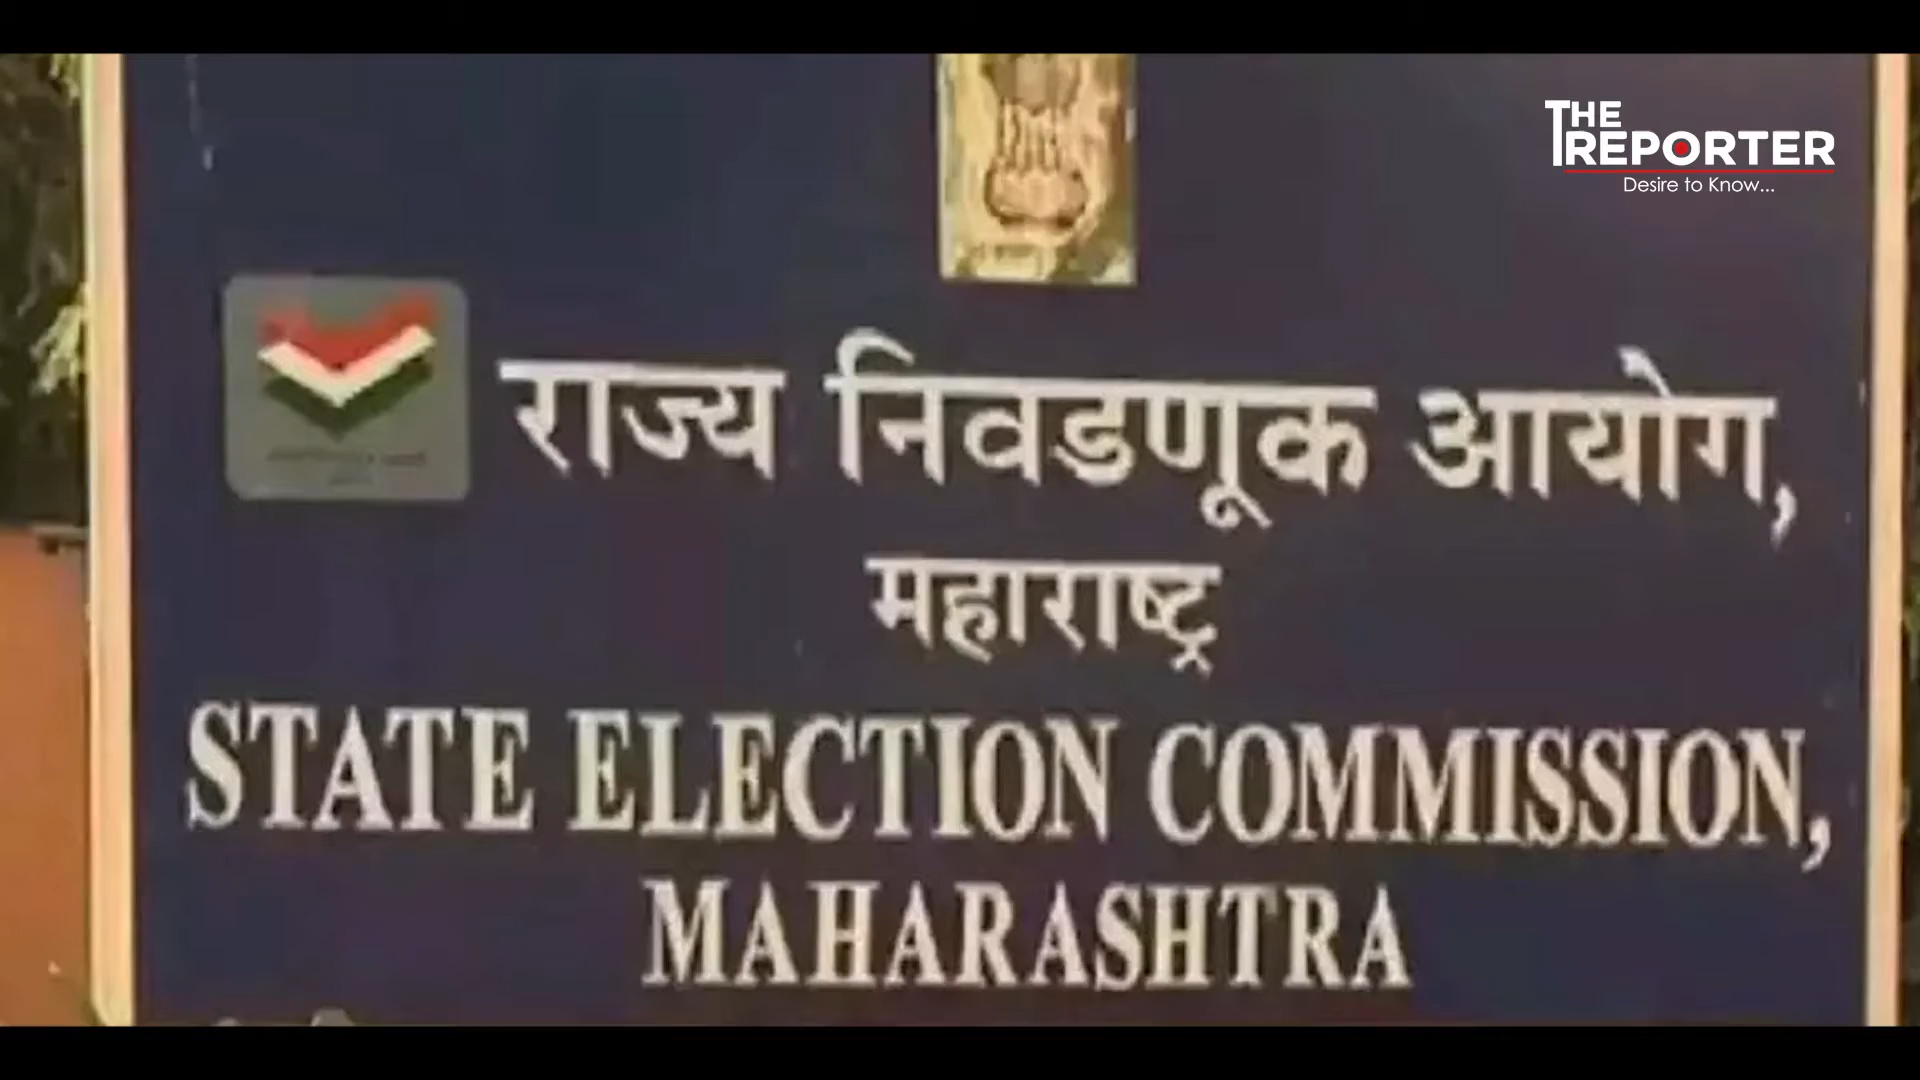 THE
REPORTER
Desire to Know...
राज्य निवडणूक आयोग,
महाराष्ट्र
STATE ELECTION COMMISSION,
MAHARASHTRA